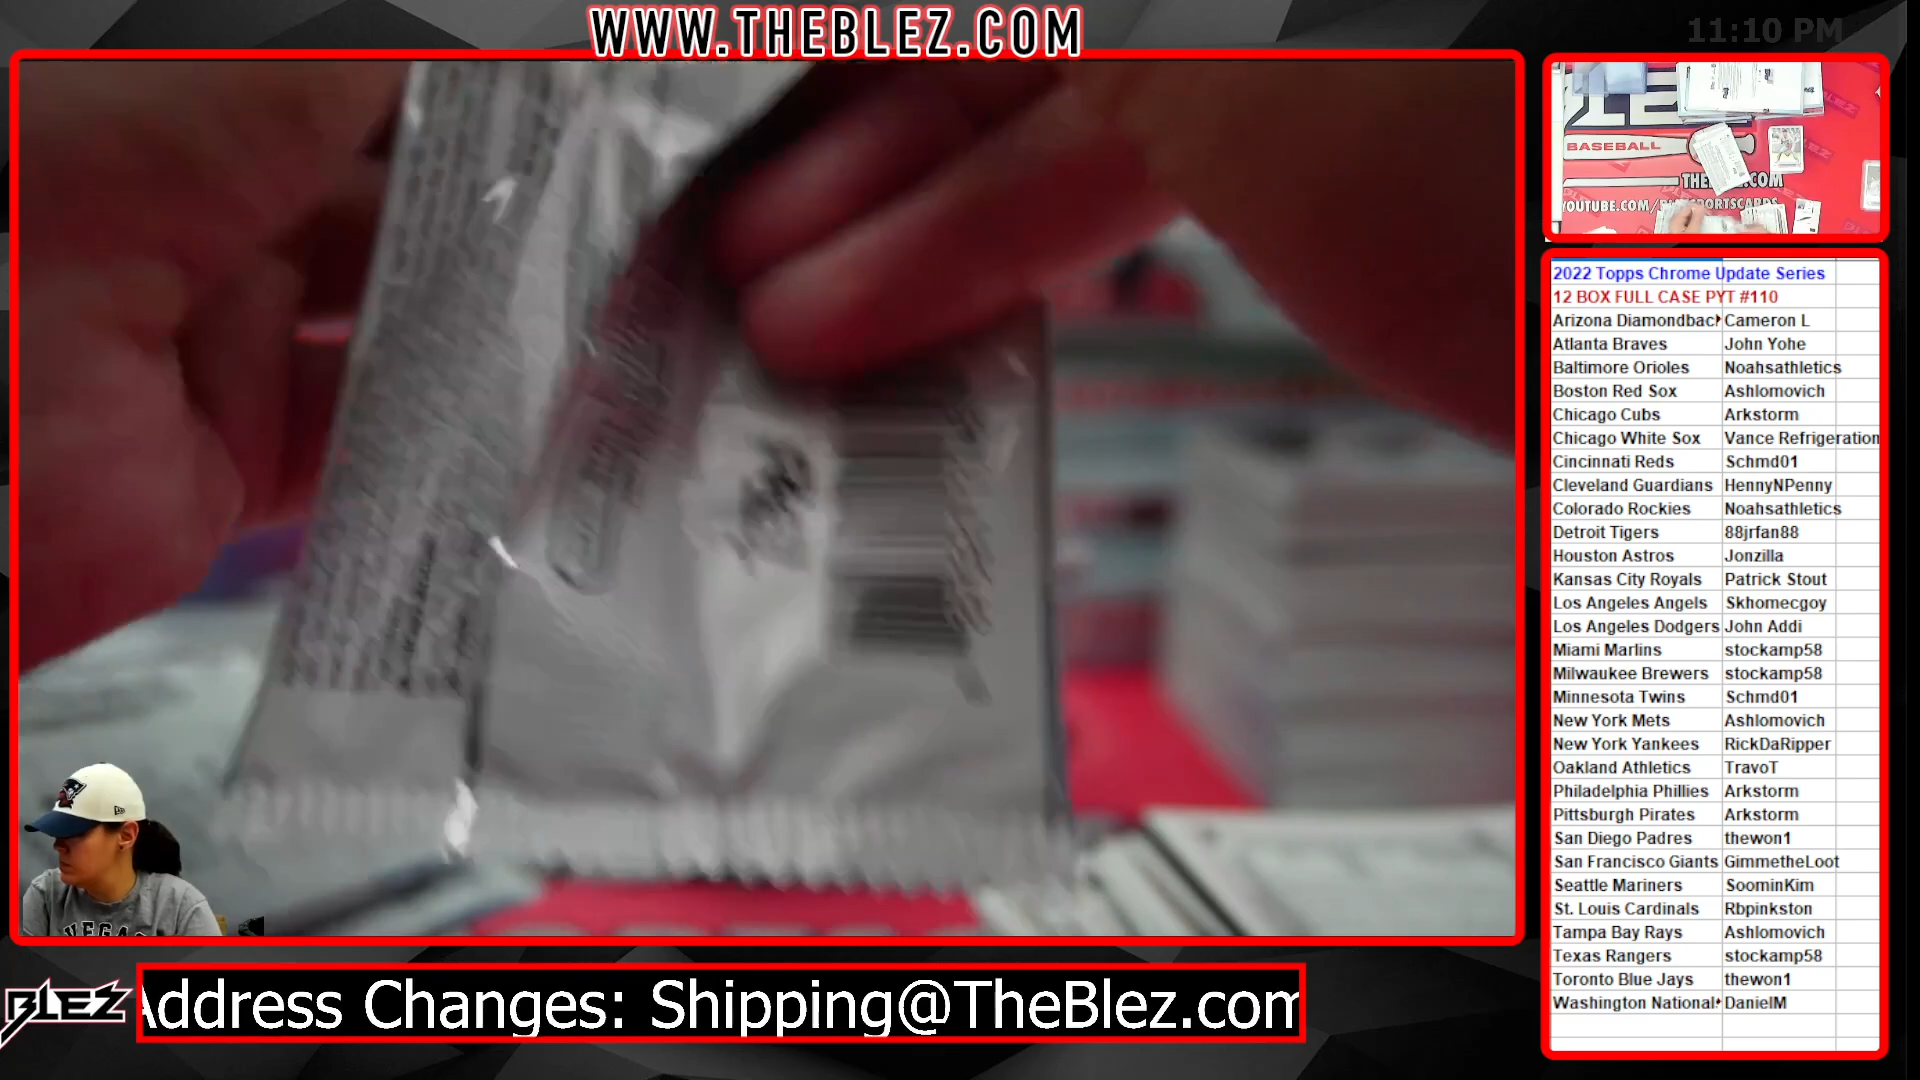 WWW.THEBLEZ.COM
11:10 PM
BASEBALL
YOUTUBE.COM/
2022 Topps Chrome Update Series
12 BOX FULL CASE PYT #110
Arizona Diamondbac Cameron L
Atlanta Braves John Yohe
Baltimore Orioles Noahsathletics
Boston Red Sox Ashlomovich
Chicago Cubs Arkstorm
Chicago White Sox Vance Refrigeration
Cincinnati Reds Schmd01
Cleveland Guardians HennyNPenny
Colorado Rockies Noahsathletics
Detroit Tigers 88jrfan88
Houston Astros Jonzilla
Kansas City Royals Patrick Stout
Los Angeles Angels Skhomecgoy
Los Angeles Dodgers John Addi
Miami Marlins stockamp58
Milwaukee Brewers stockamp58
Minnesota Twins Schmd01
New York Mets Ashlomovich
New York Yankees RickDaRipper
Oakland Athletics TravoT
Philadelphia Phillies Arkstorm
Pittsburgh Pirates Arkstorm
San Diego Padres thewon1
San Francisco Giants GimmetheLoot
Seattle Mariners SoominKim
St. Louis Cardinals Rbpinkston
Tampa Bay Rays Ashlomovich
Texas Rangers stockamp58
Toronto Blue Jays thewon1
Washington National DanielM
BLEZ
Address Changes: Shipping@TheBlez.com